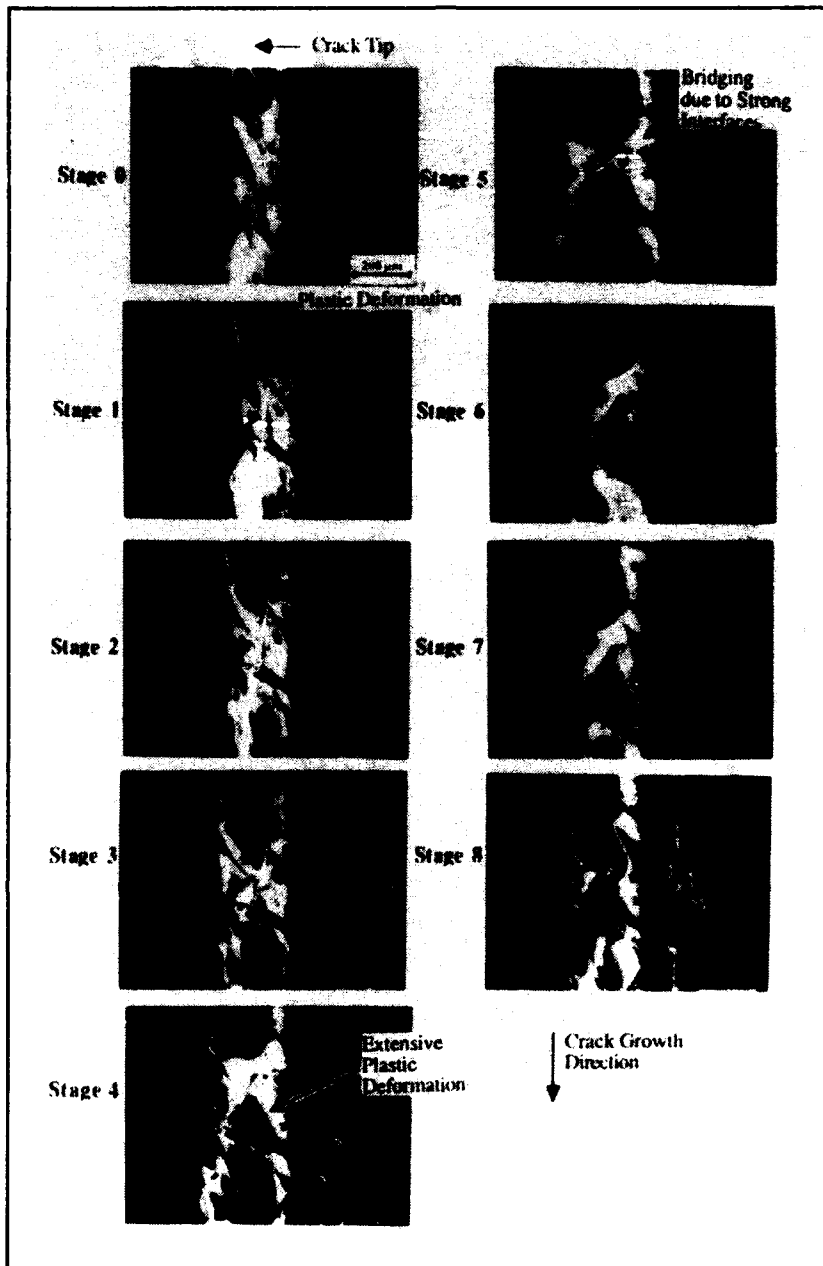 Crack Tip
Stage 0
Plastic Deformation
Stage 1
Stage 2
Stage 3
Stage 4
Extensive
Plastic
Deformation
Bridging
due to Strong
Interfaces
Stage 5
Stage 6
Stage 7
Stage 8
Crack Growth
Direction